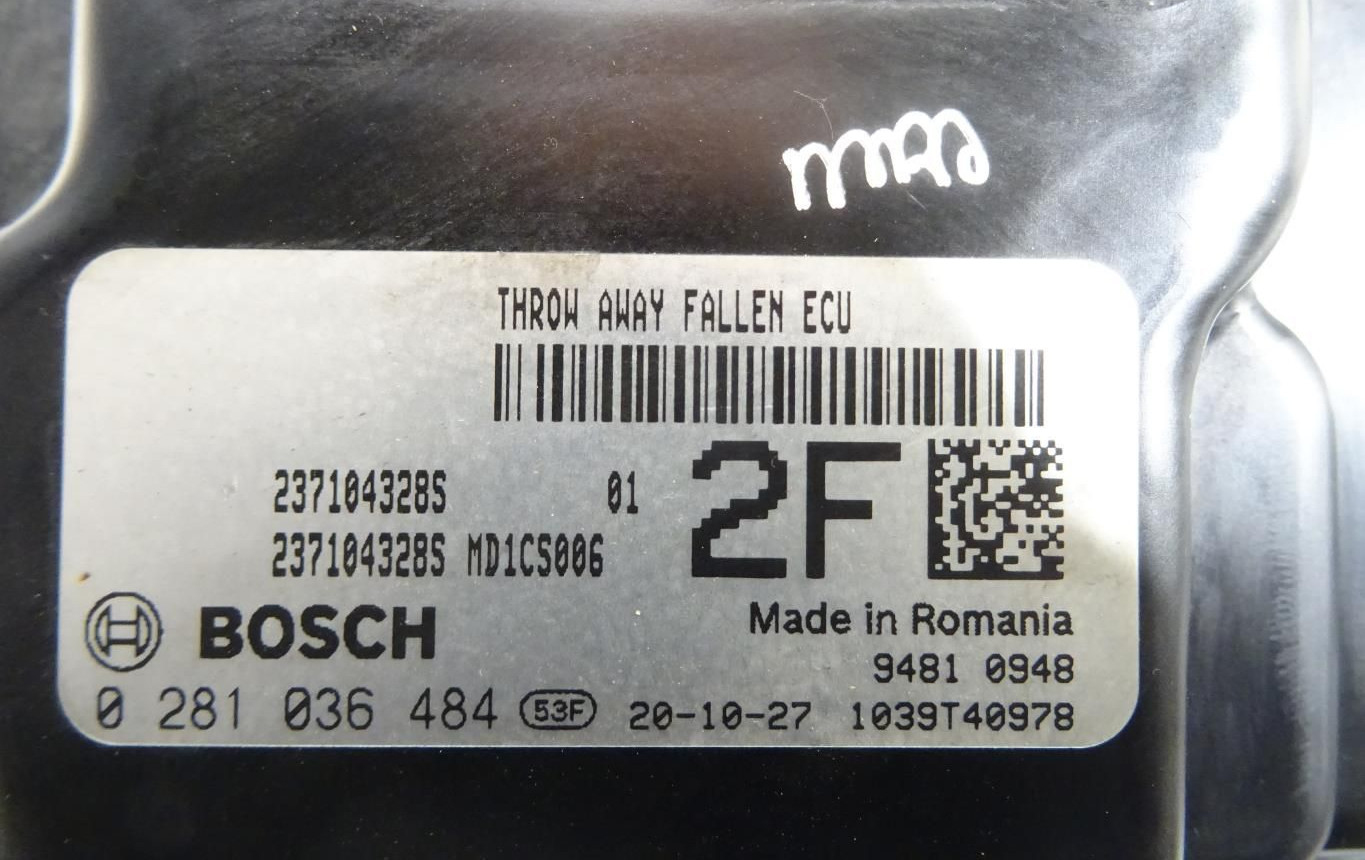 THROW AWAY FALLEN ECU
237104328S 01
237104328S MD1CS006
2F
BOSCH
Made in Romania
9481 0948
0 281 036 484 53F 20-10-27 1039T40978